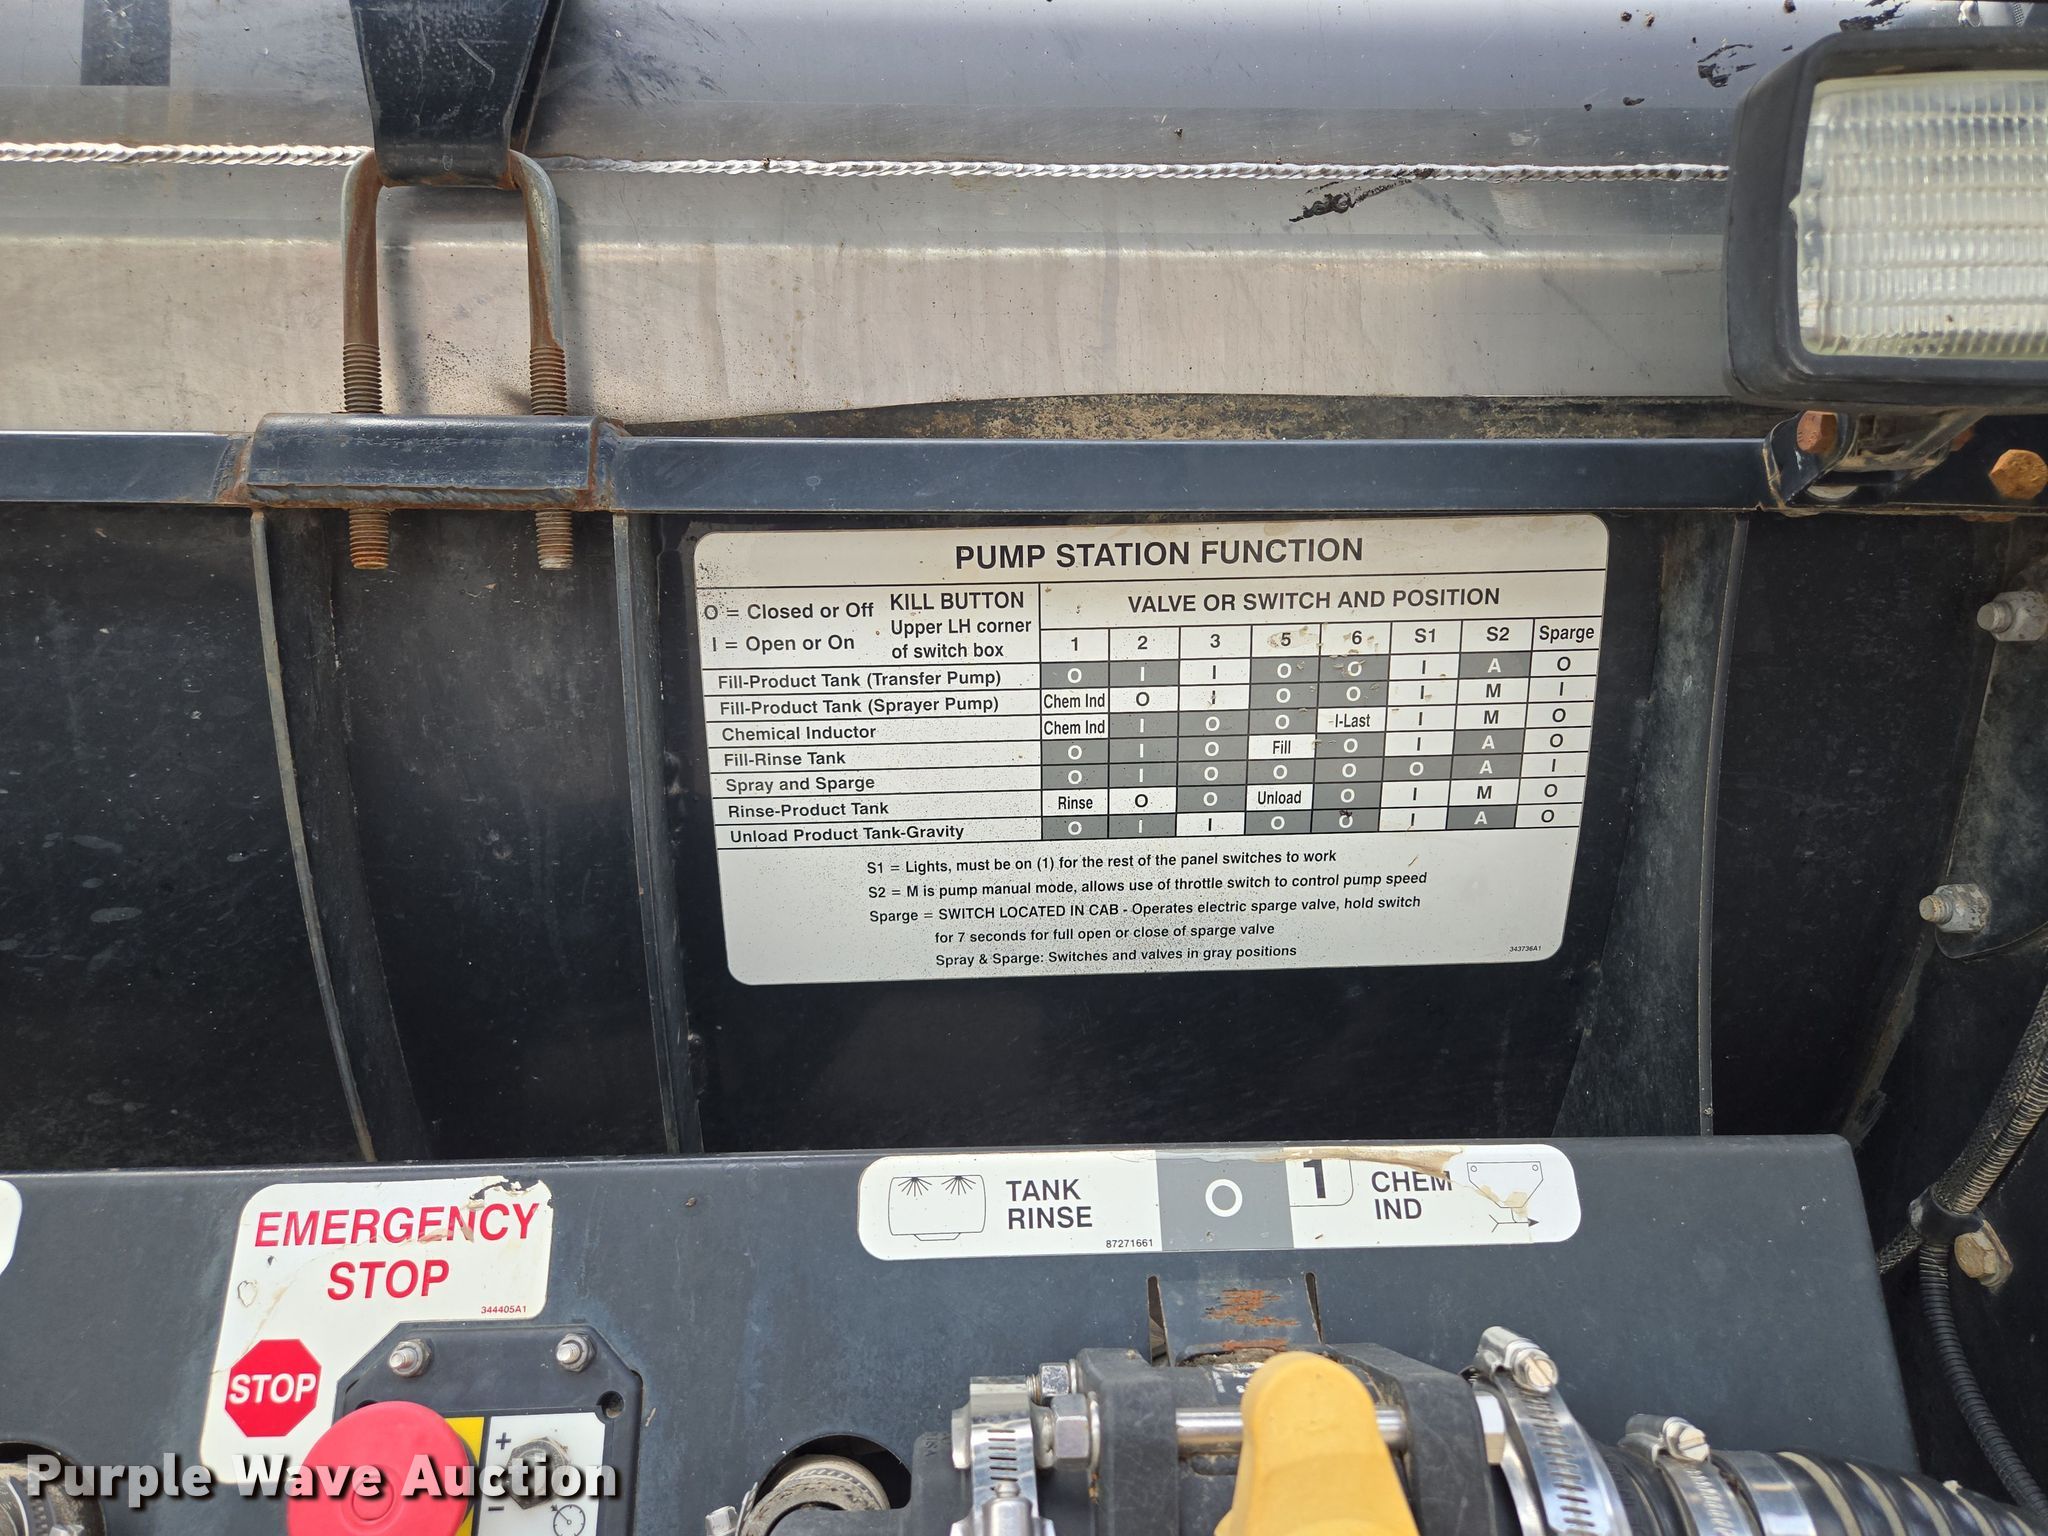 PUMP STATION FUNCTION
O = Closed or Off
I = Open or On
KILL BUTTON
Upper LH corner
of switch box
VALVE OR SWITCH AND POSITION
1 2 3 5 6 S1 S2 Sparge
Fill-Product Tank (Transfer Pump) O I I O O I A O
Fill-Product Tank (Sprayer Pump) Chem Ind O I O O I M I
Chemical Inductor Chem Ind I O O I-Last I M O
Fill-Rinse Tank O I O Fill O I A O
Spray and Sparge O I O O O O A I
Rinse-Product Tank Rinse O O Unload O I M O
Unload Product Tank-Gravity O I I O O I A O
S1 = Lights, must be on (1) for the rest of the panel switches to work
S2 = M is pump manual mode, allows use of throttle switch to control pump speed
Sparge = SWITCH LOCATED IN CAB - Operates electric sparge valve, hold switch
for 7 seconds for full open or close of sparge valve
Spray & Sparge: Switches and valves in gray positions
343736A1
TANK
RINSE
87271661
O
1
CHEM
IND
EMERGENCY
STOP
344405A1
STOP
+
−
Purple Wave Auction